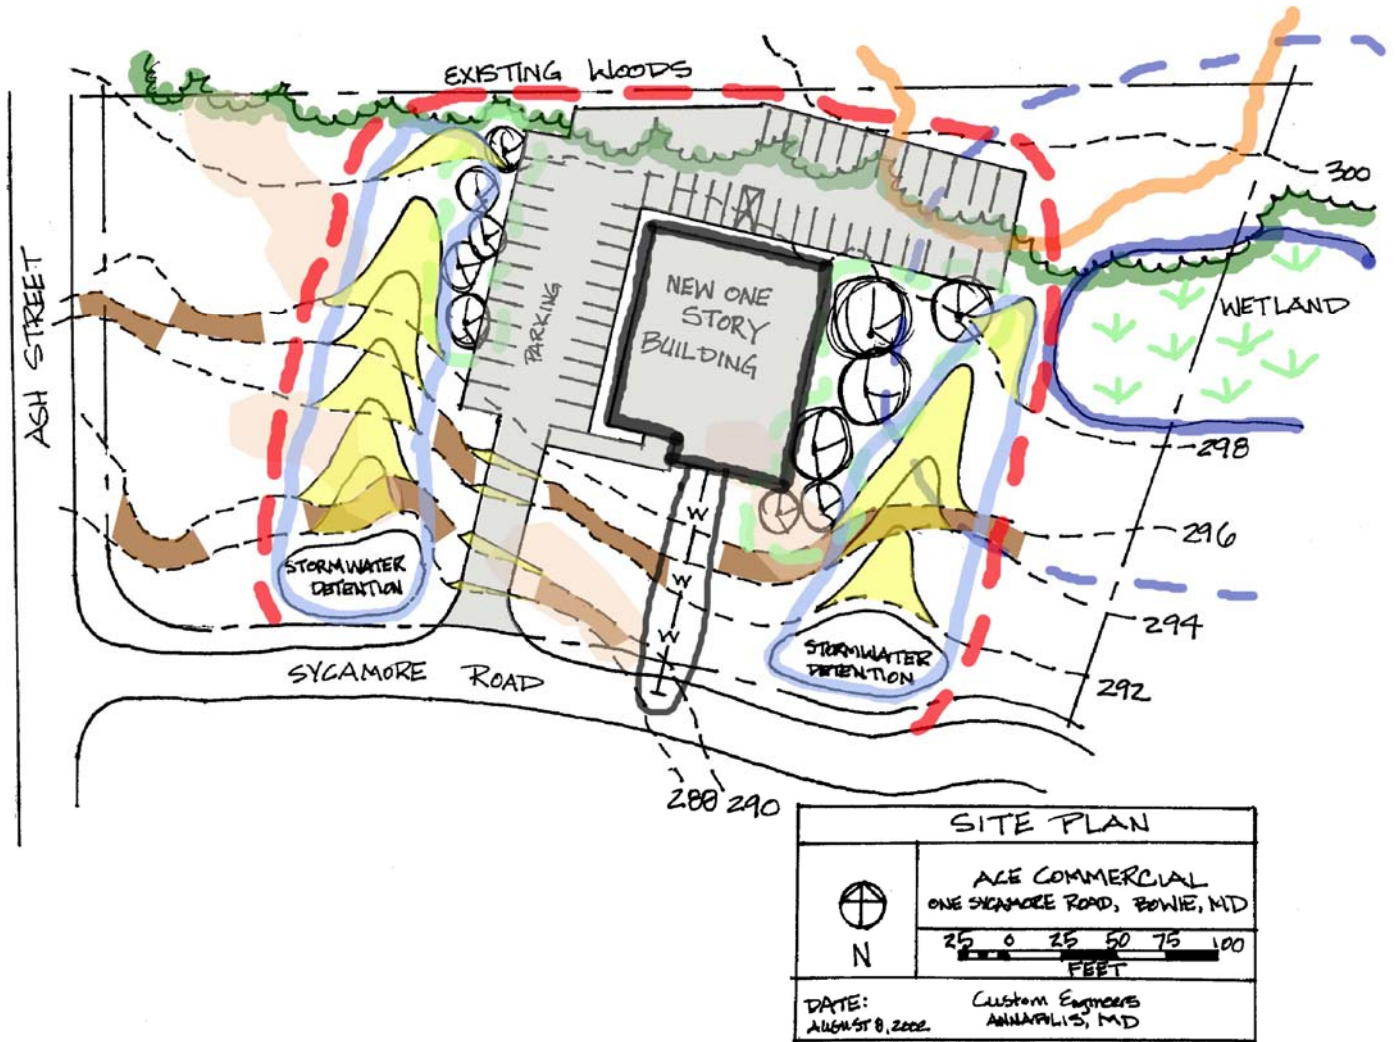 EXISTING WOODS
300
ASH STREET
WETLAND
NEW ONE
STORY
BUILDING
PARKING
298
W
296
W
STORMWATER
DETENTION
294
W
STORMWATER
DETENTION
SYCAMORE ROAD
292
288 290
SITE PLAN
ACE COMMERCIAL
ONE SYCAMORE ROAD, BOWIE, MD
N
25 0 25 50 75 100
FEET
DATE:
AUGUST 8, 2002
Custom Engineers
ANNAPOLIS, MD